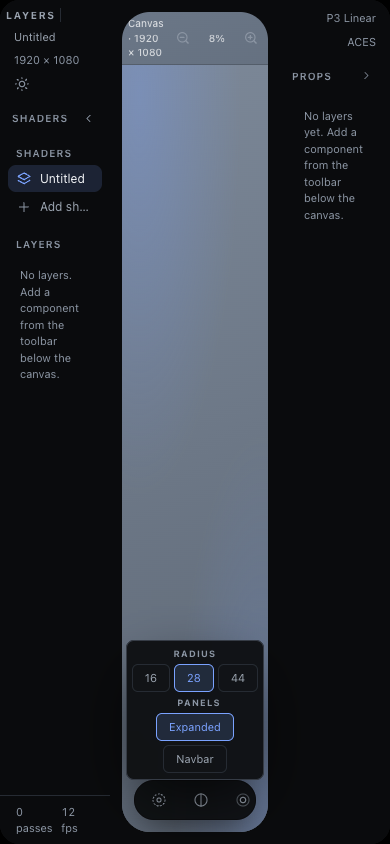 LAYERS
Untitled
1920 × 1080
SHADERS
SHADERS
Untitled
Add sh...
LAYERS
No layers.
Add a
component
from the
toolbar
below the
canvas.
0
passes
12
fps
Canvas
· 1920
× 1080
8%
RADIUS
16
28
44
PANELS
Expanded
Navbar
P3 Linear
ACES
PROPS
No layers
yet. Add a
component
from the
toolbar
below the
canvas.